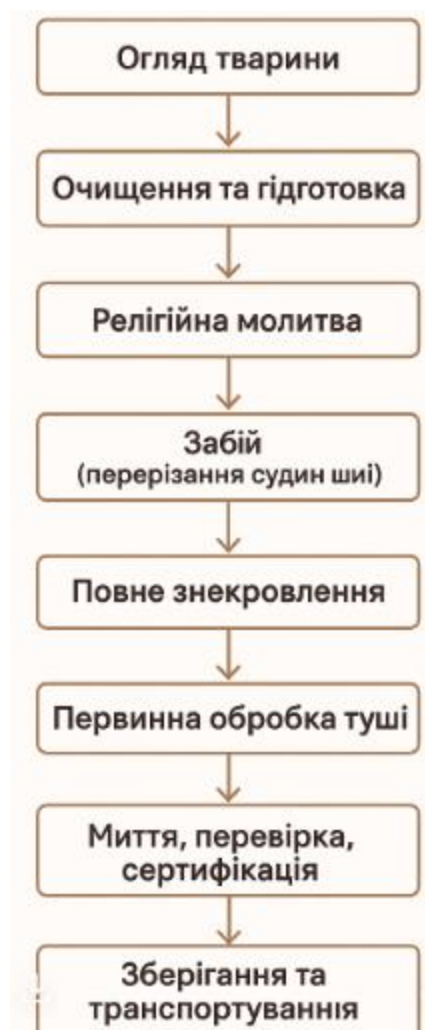 Огляд тварини
Очищення та гідготовка
Релігійна молитва
Забій
(перерізання судин шиі)
Повне знекровлення
Первинна обробка туші
Миття, перевірка,
сертифікація
Зберігання та
транспортування